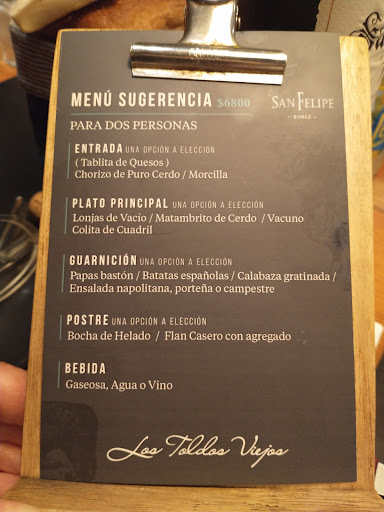 MENÚ SUGERENCIA $6800
SAN FELIPE
ROBLE
PARA DOS PERSONAS
ENTRADA UNA OPCIÓN A ELECCIÓN
( Tablita de Quesos )
Chorizo de Puro Cerdo / Morcilla
PLATO PRINCIPAL UNA OPCIÓN A ELECCIÓN
Lonjas de Vacío / Matambrito de Cerdo / Vacuno
Colita de Cuadril
GUARNICIÓN UNA OPCIÓN A ELECCIÓN
Papas bastón / Batatas españolas / Calabaza gratinada /
Ensalada napolitana, porteña o campestre
POSTRE UNA OPCIÓN A ELECCIÓN
Bocha de Helado / Flan Casero con agregado
BEBIDA
Gaseosa, Agua o Vino
Los Toldos Viejos